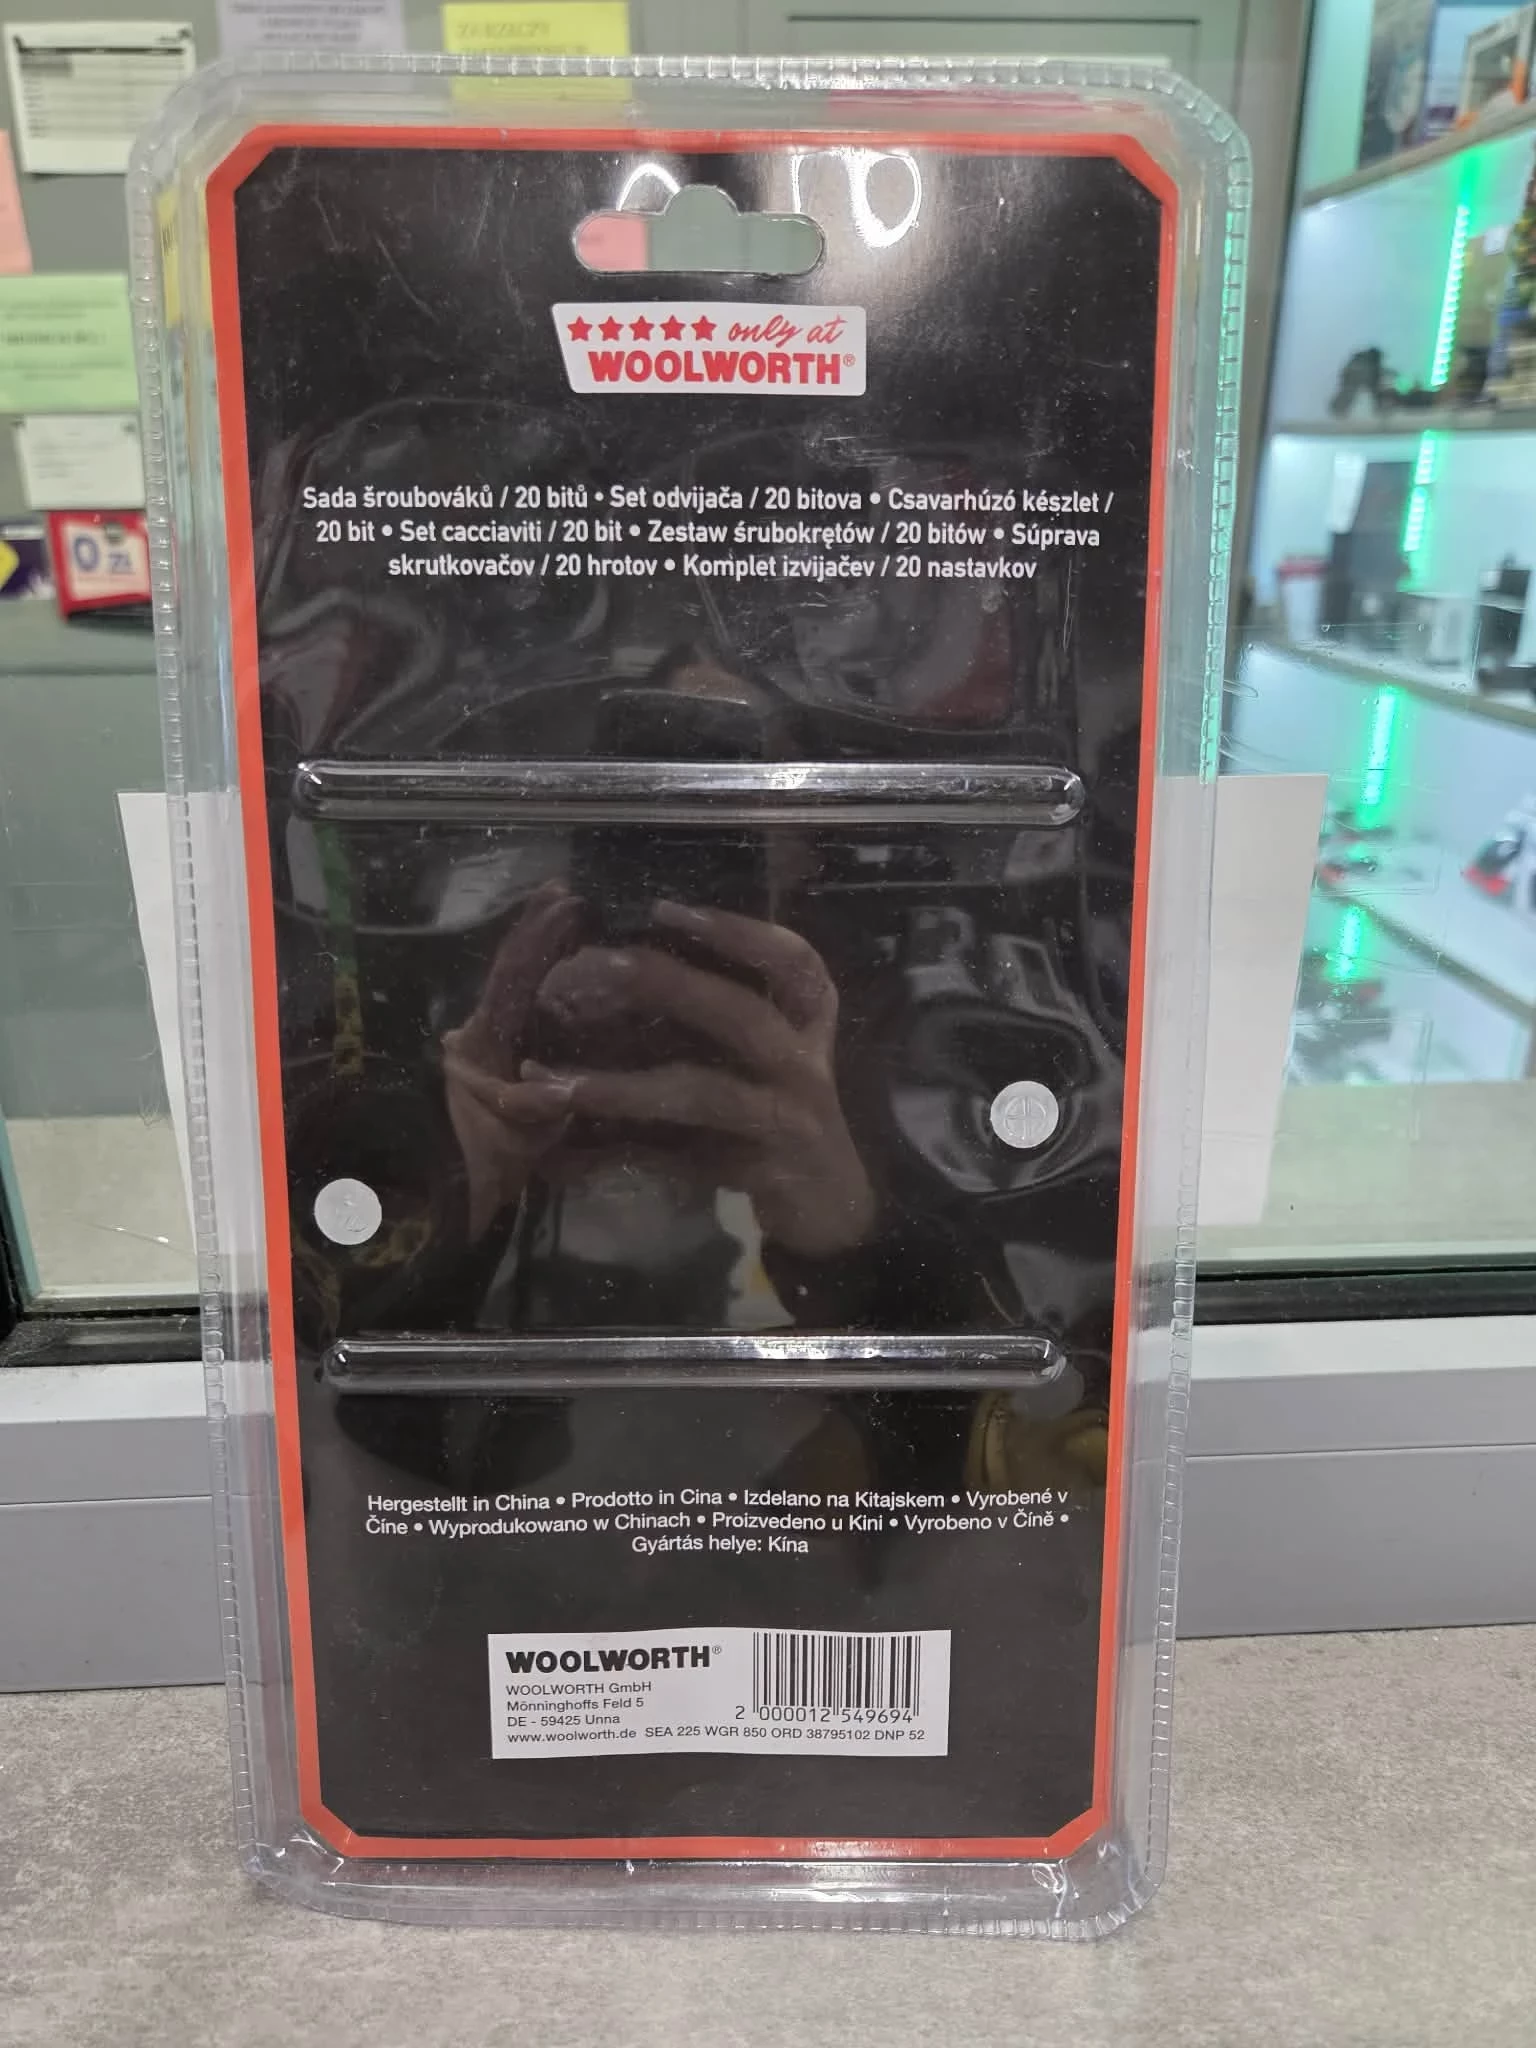 only at
WOOLWORTH®
Sada šroubováků / 20 bitů • Set odvijača / 20 bitova • Csavarhúzó készlet /
20 bit • Set cacciaviti / 20 bit • Zestaw śrubokrętów / 20 bitów • Súprava
skrutkovačov / 20 hrotov • Komplet izvijačev / 20 nastavkov
0 zł
Hergestellt in China • Prodotto in Cina • Izdelano na Kitajskem • Vyrobené v
Číne • Wyprodukowano w Chinach • Proizvedeno u Kini • Vyrobeno v Číně •
Gyártás helye: Kína
WOOLWORTH®
WOOLWORTH GmbH
Mönninghoffs Feld 5
DE - 59425 Unna
www.woolworth.de SEA 225 WGR 850 ORD 38795102 DNP 52
2 000012 549694